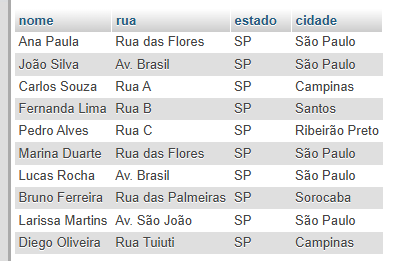 nome rua estado cidade
Ana Paula Rua das Flores SP São Paulo
João Silva Av. Brasil SP São Paulo
Carlos Souza Rua A SP Campinas
Fernanda Lima Rua B SP Santos
Pedro Alves Rua C SP Ribeirão Preto
Marina Duarte Rua das Flores SP São Paulo
Lucas Rocha Av. Brasil SP São Paulo
Bruno Ferreira Rua das Palmeiras SP Sorocaba
Larissa Martins Av. São João SP São Paulo
Diego Oliveira Rua Tuiuti SP Campinas